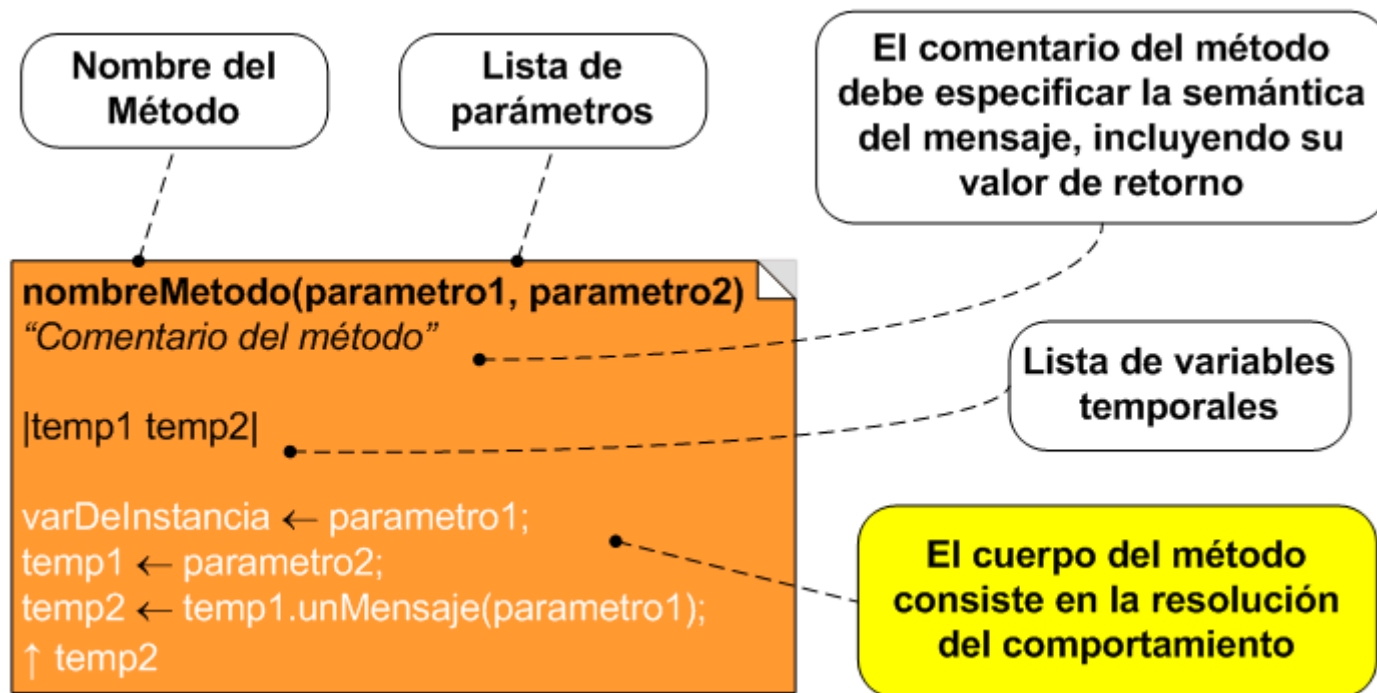 Nombre del
Método
Lista de
parámetros
El comentario del método
debe especificar la semántica
del mensaje, incluyendo su
valor de retorno
nombreMetodo(parametro1, parametro2)
“Comentario del método”
|temp1 temp2|
Lista de variables
temporales
varDeInstancia ← parametro1;
temp1 ← parametro2;
temp2 ← temp1.unMensaje(parametro1);
↑ temp2
El cuerpo del método
consiste en la resolución
del comportamiento